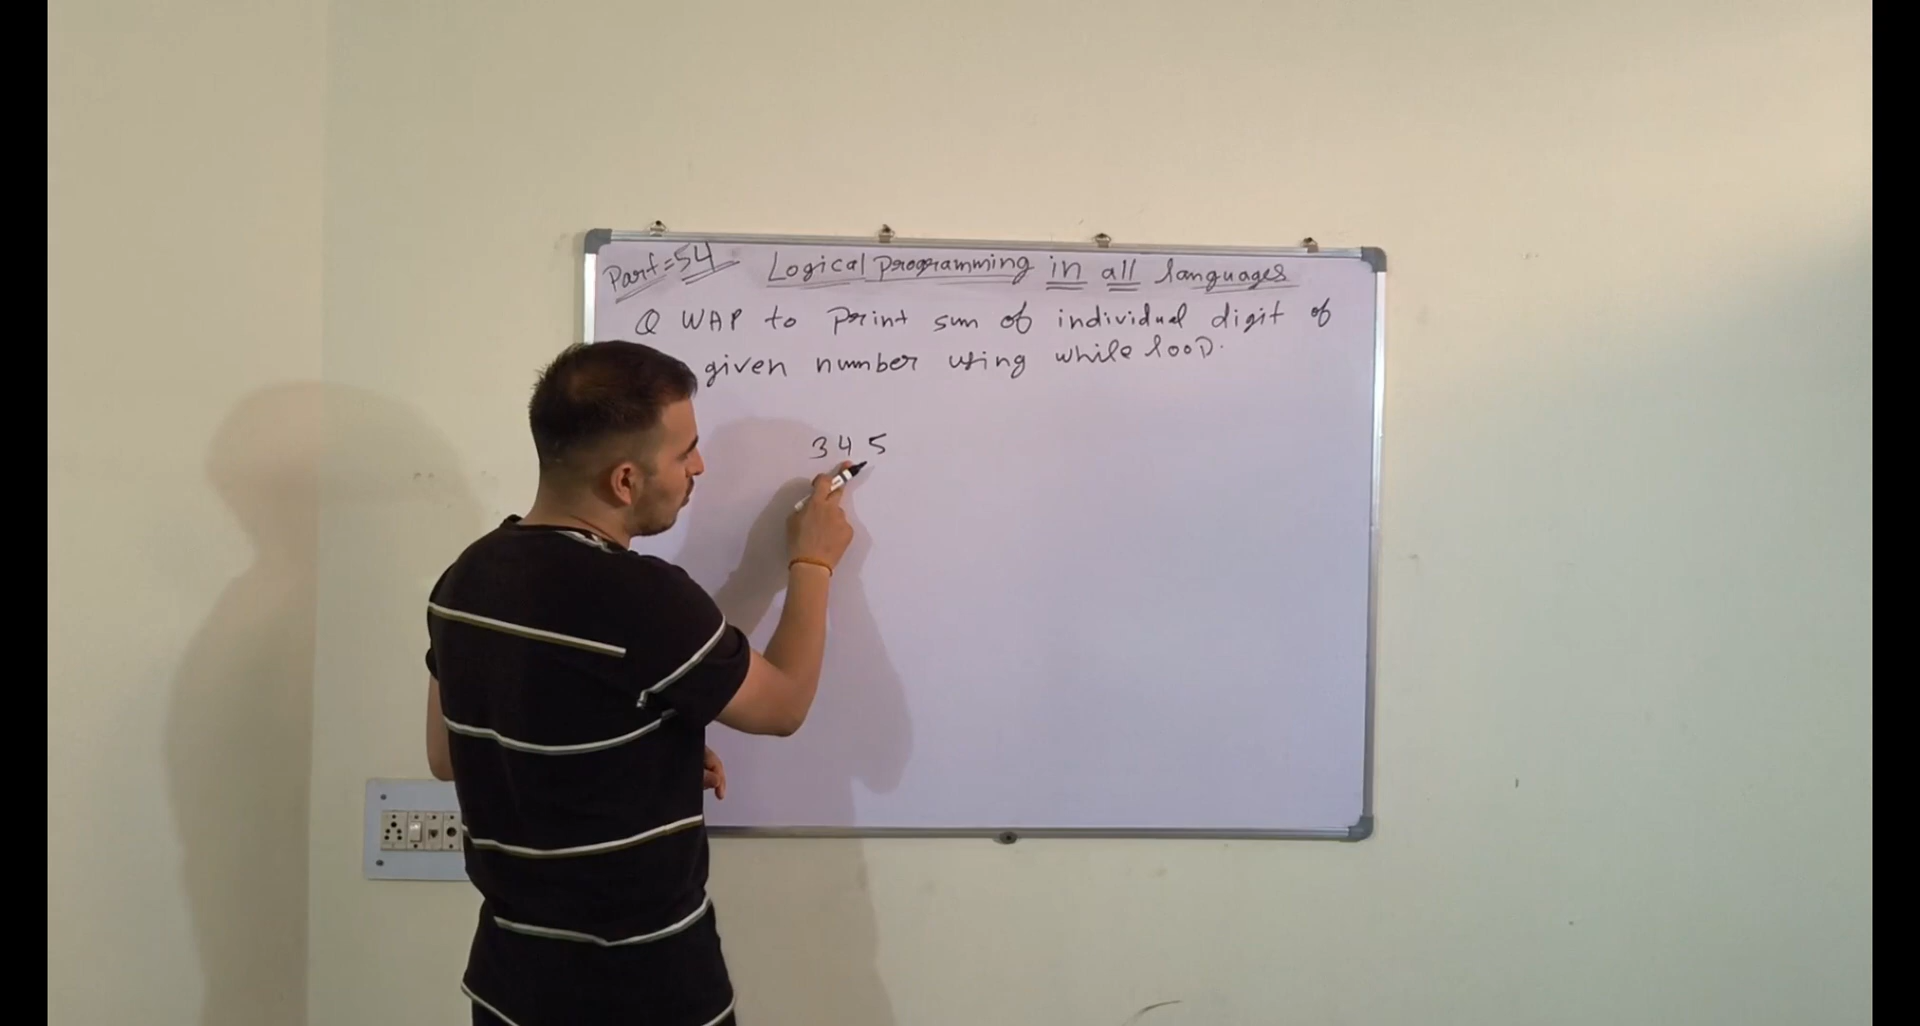 Part=54 Logical programming in all languages
Q WAP to print sum of individual digit of
given number using while loop.
345